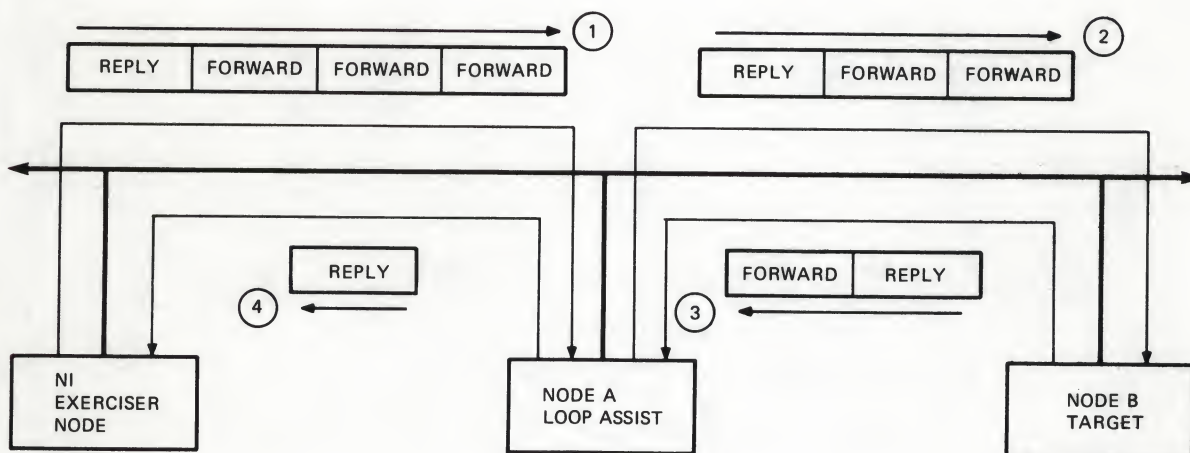 1
2
REPLY FORWARD FORWARD FORWARD
REPLY FORWARD FORWARD
REPLY
FORWARD REPLY
4
3
NI
EXERCISER
NODE
NODE A
LOOP ASSIST
NODE B
TARGET